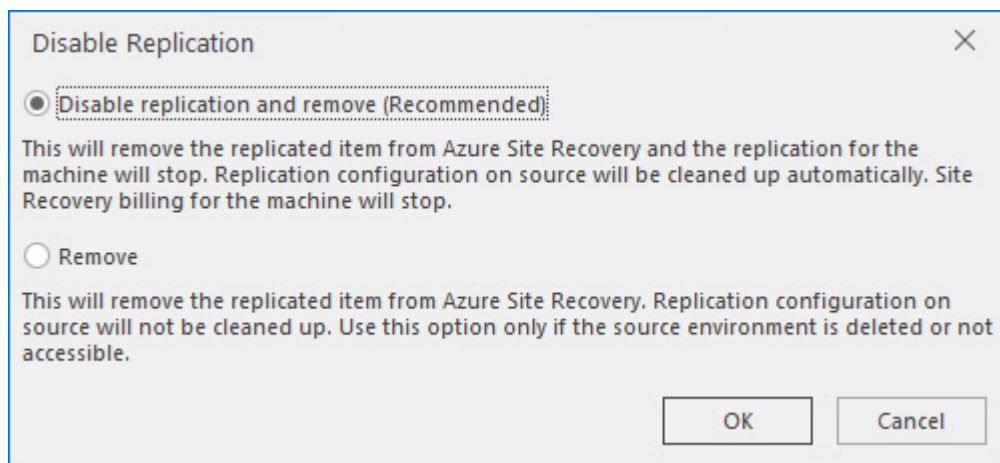 Disable Replication
Disable replication and remove (Recommended)
This will remove the replicated item from Azure Site Recovery and the replication for the
machine will stop. Replication configuration on source will be cleaned up automatically. Site
Recovery billing for the machine will stop.
Remove
This will remove the replicated item from Azure Site Recovery. Replication configuration on
source will not be cleaned up. Use this option only if the source environment is deleted or not
accessible.
OK
Cancel